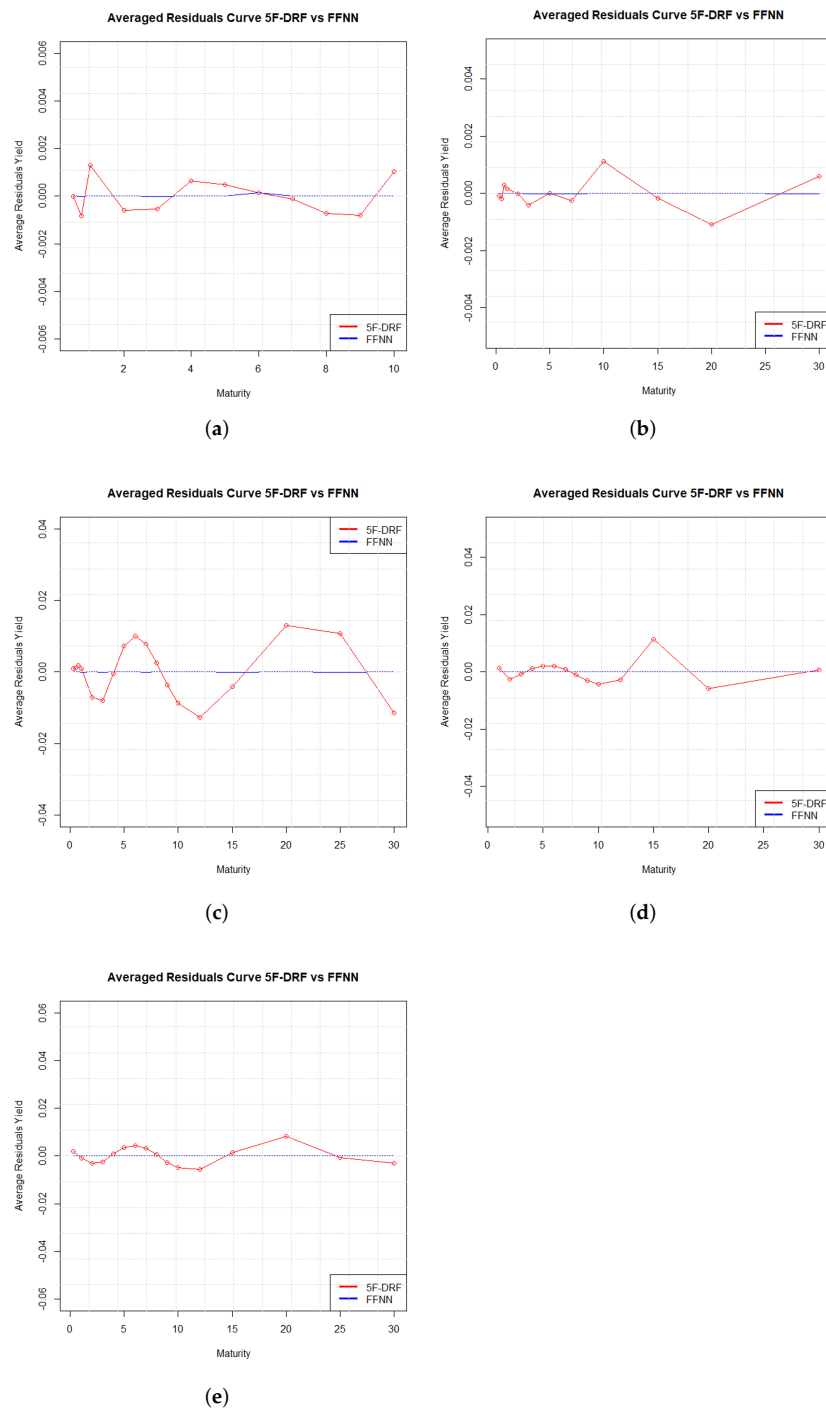 Averaged Residuals Curve 5F-DRF vs FFNN
Average Residuals Yield
0.006
0.004
0.002
0.000
-0.002
-0.004
-0.006
2 4 6 8 10
Maturity
5F-DRF
FFNN
(a)
Averaged Residuals Curve 5F-DRF vs FFNN
Average Residuals Yield
0.004
0.002
0.000
-0.002
-0.004
0 5 10 15 20 25 30
Maturity
5F-DRF
FFNN
(b)
Averaged Residuals Curve 5F-DRF vs FFNN
Average Residuals Yield
0.04
0.02
0.00
-0.02
-0.04
0 5 10 15 20 25 30
Maturity
5F-DRF
FFNN
(c)
Averaged Residuals Curve 5F-DRF vs FFNN
Average Residuals Yield
0.04
0.02
0.00
-0.02
-0.04
0 5 10 15 20 25 30
Maturity
5F-DRF
FFNN
(d)
Averaged Residuals Curve 5F-DRF vs FFNN
Average Residuals Yield
0.06
0.04
0.02
0.00
-0.02
-0.04
-0.06
0 5 10 15 20 25 30
Maturity
5F-DRF
FFNN
(e)